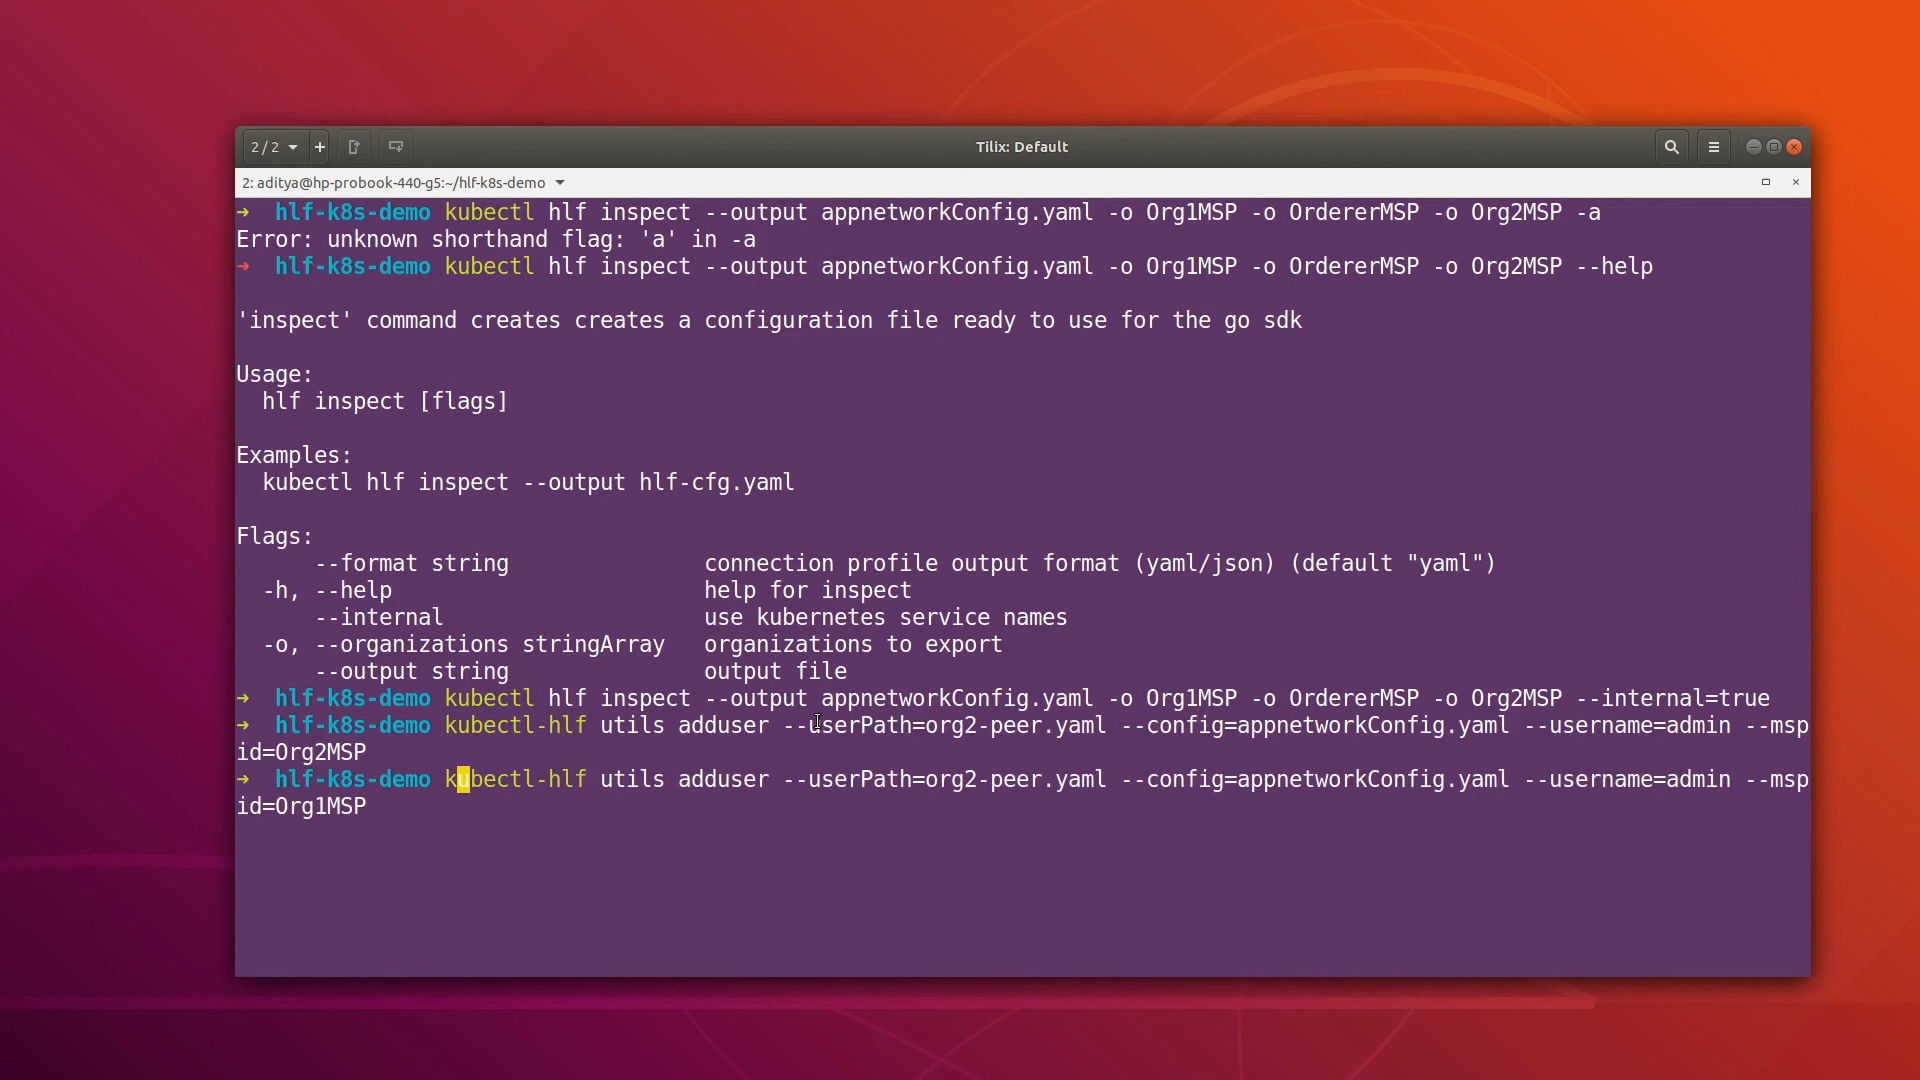 2 / 2
Tilix: Default
2: aditya@hp-probook-440-g5:~/hlf-k8s-demo
➜  hlf-k8s-demo kubectl hlf inspect --output appnetworkConfig.yaml -o Org1MSP -o OrdererMSP -o Org2MSP -a
Error: unknown shorthand flag: 'a' in -a
➜  hlf-k8s-demo kubectl hlf inspect --output appnetworkConfig.yaml -o Org1MSP -o OrdererMSP -o Org2MSP --help
'inspect' command creates creates a configuration file ready to use for the go sdk
Usage:
  hlf inspect [flags]
Examples:
  kubectl hlf inspect --output hlf-cfg.yaml
Flags:
      --format string               connection profile output format (yaml/json) (default "yaml")
  -h, --help                        help for inspect
      --internal                    use kubernetes service names
  -o, --organizations stringArray   organizations to export
      --output string               output file
➜  hlf-k8s-demo kubectl hlf inspect --output appnetworkConfig.yaml -o Org1MSP -o OrdererMSP -o Org2MSP --internal=true
➜  hlf-k8s-demo kubectl-hlf utils adduser --userPath=org2-peer.yaml --config=appnetworkConfig.yaml --username=admin --msp
id=Org2MSP
➜  hlf-k8s-demo kubectl-hlf utils adduser --userPath=org2-peer.yaml --config=appnetworkConfig.yaml --username=admin --msp
id=Org1MSP